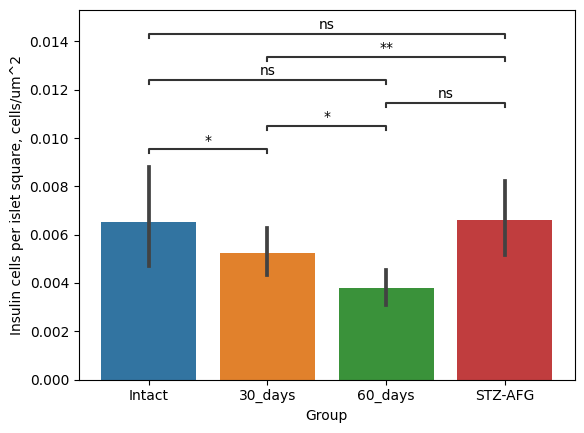 ns
**
ns
ns
*
*
0.014
0.012
0.010
0.008
0.006
0.004
0.002
0.000
Insulin cells per islet square, cells/um^2
Intact 30_days 60_days STZ-AFG
Group